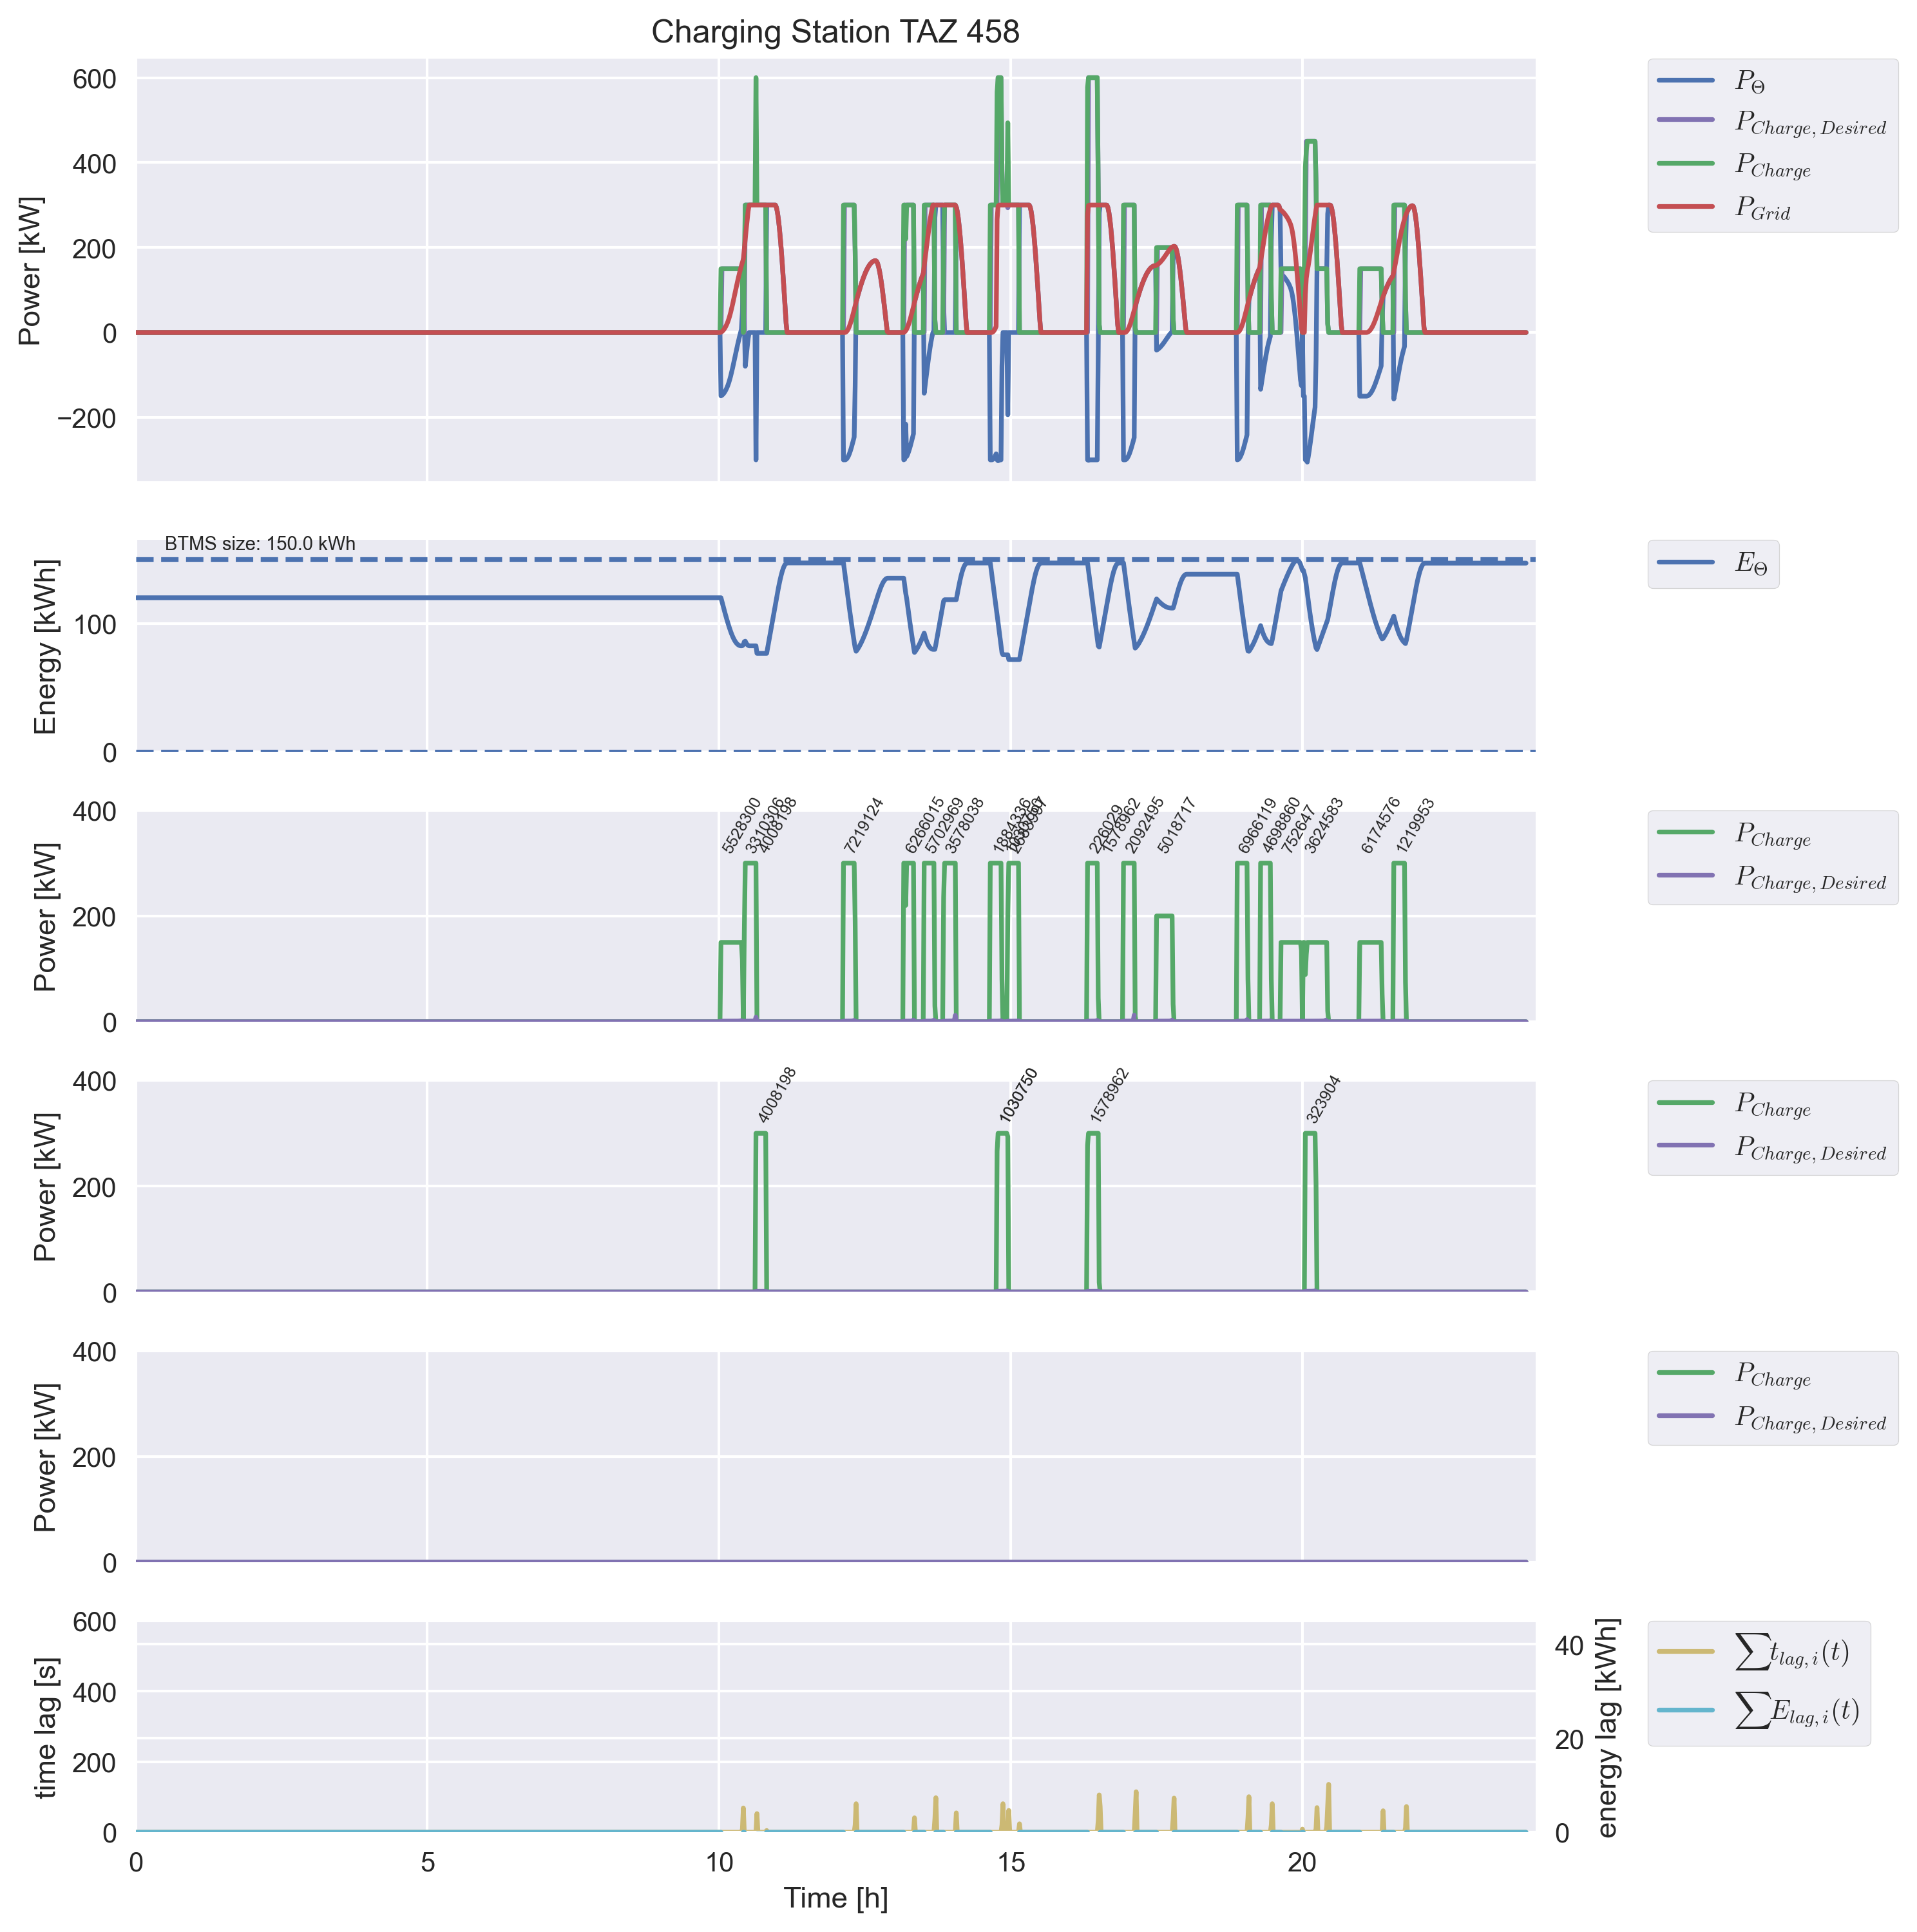 Charging Station TAZ 458
Power [kW]
600
400
200
0
−200
P_Θ
P_Charge, Desired
P_Charge
P_Grid
BTMS size: 150.0 kWh
Energy [kWh]
100
0
E_Θ
5528300 3310306 4008198 7219124 6266015 5702969 3578038 1884336 226029 1578962 2092495 5018717 6966119 4698860 752647 3624583 6174576 1219953
Power [kW]
400
200
0
P_Charge
P_Charge, Desired
4008198 1030750 1578962 323904
Power [kW]
400
200
0
P_Charge
P_Charge, Desired
Power [kW]
400
200
0
P_Charge
P_Charge, Desired
time lag [s]
600
400
200
0
energy lag [kWh]
40
20
0
∑t_lag, i(t)
∑E_lag, i(t)
0 5 10 15 20
Time [h]